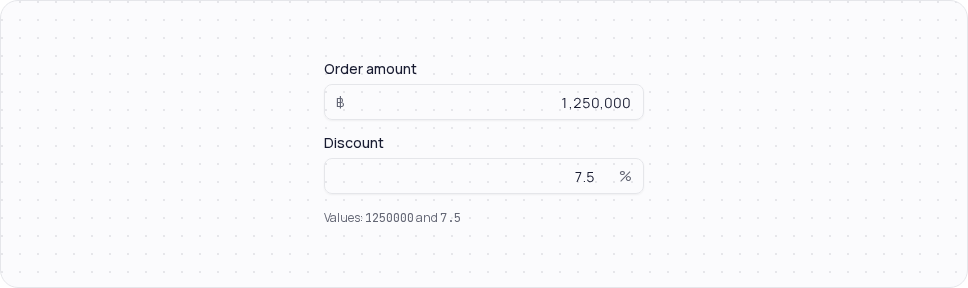 Order amount
฿ 1,250,000
Discount
7.5 %
Values: 1250000 and 7.5